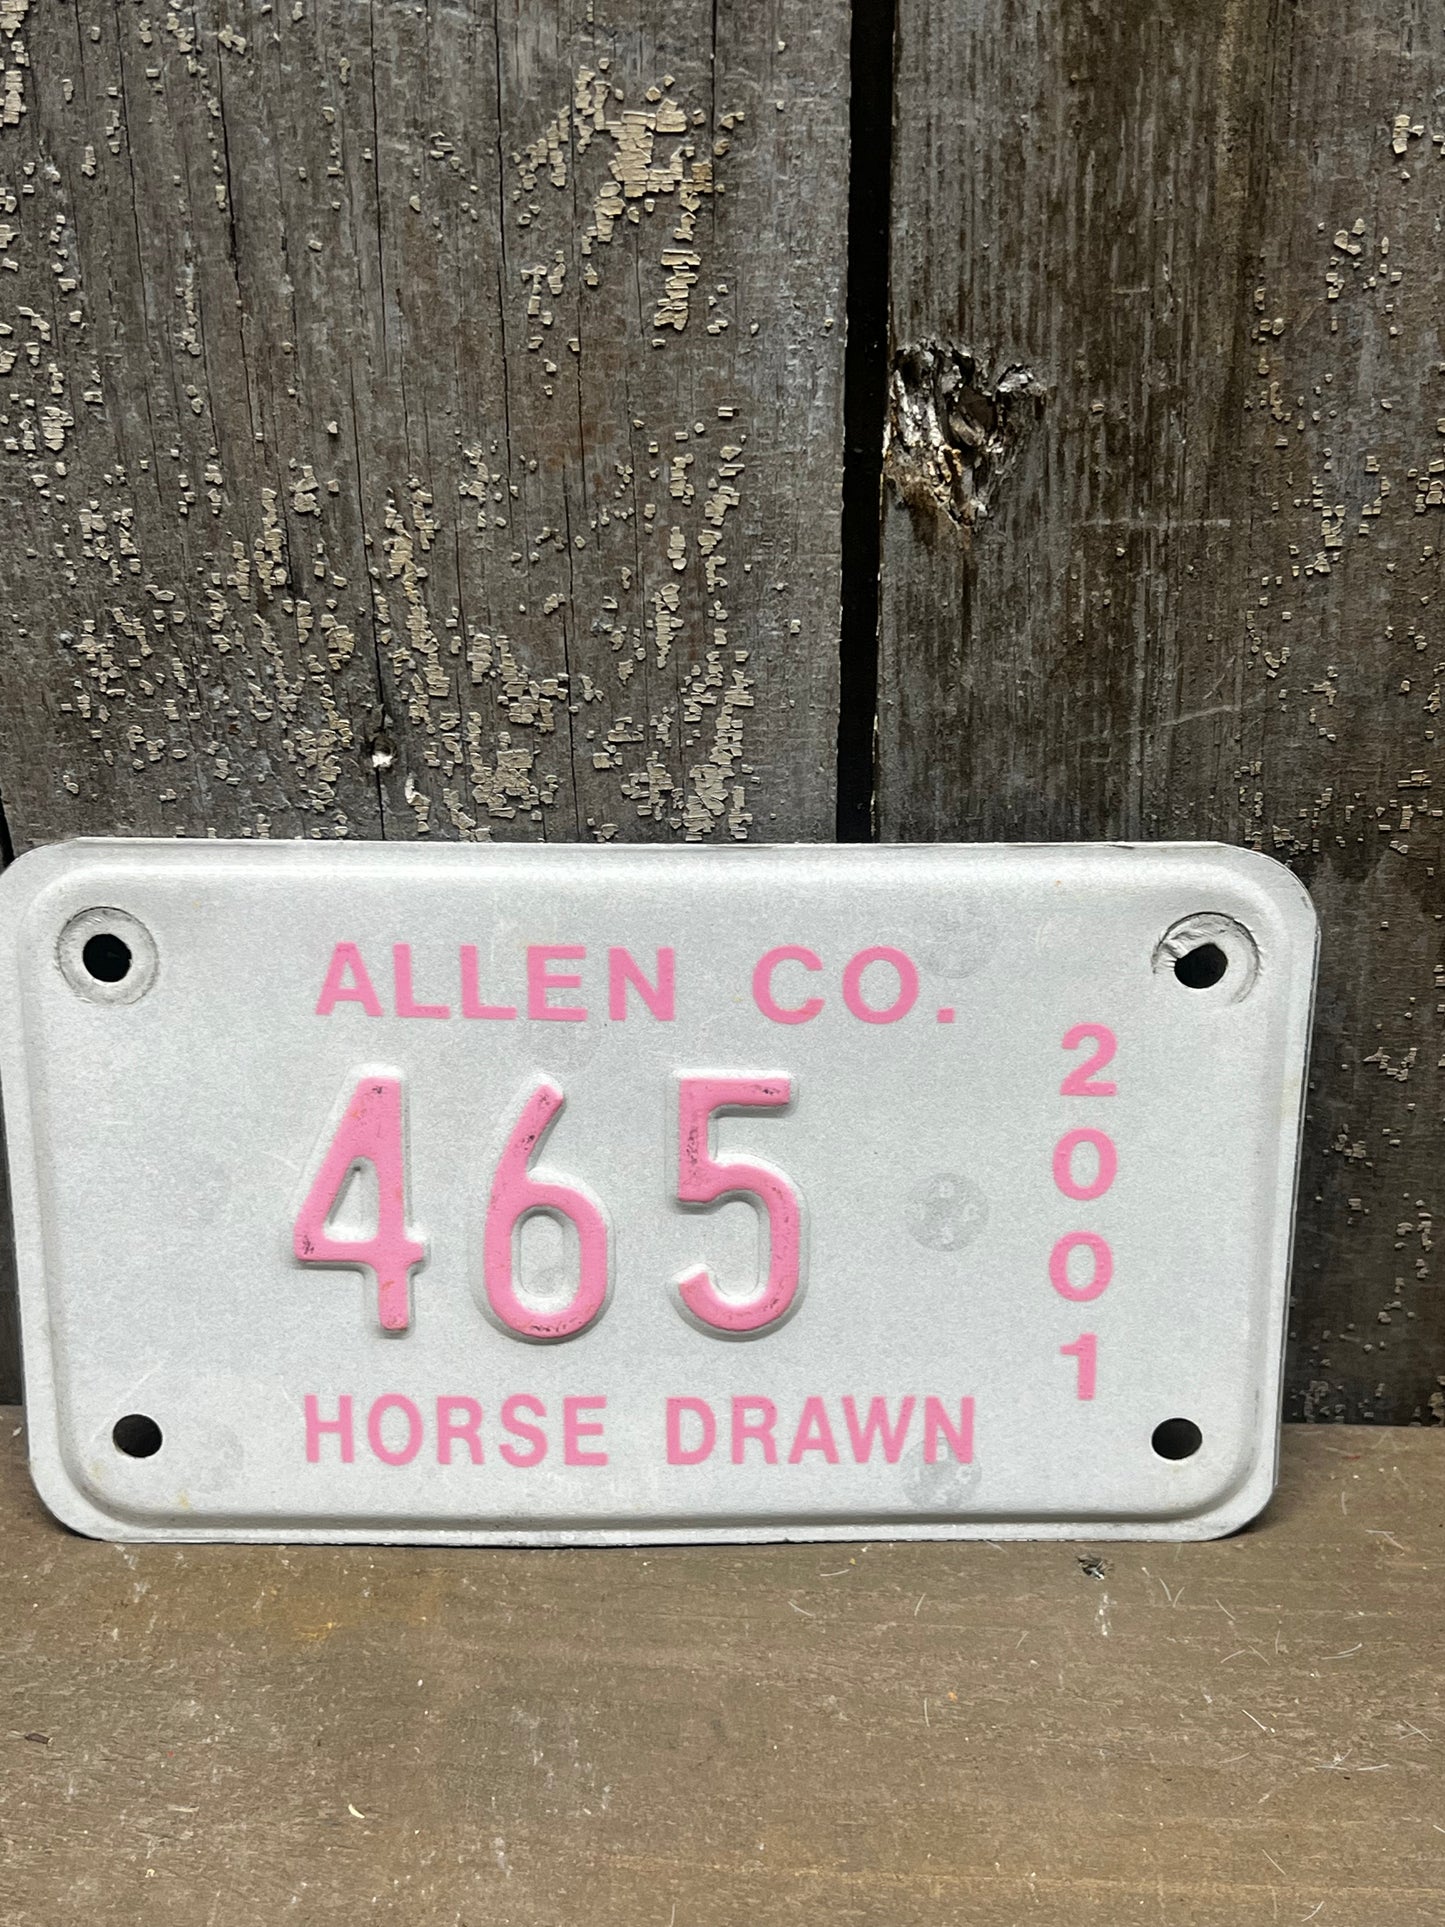 ALLEN CO.
465
2001
HORSE DRAWN